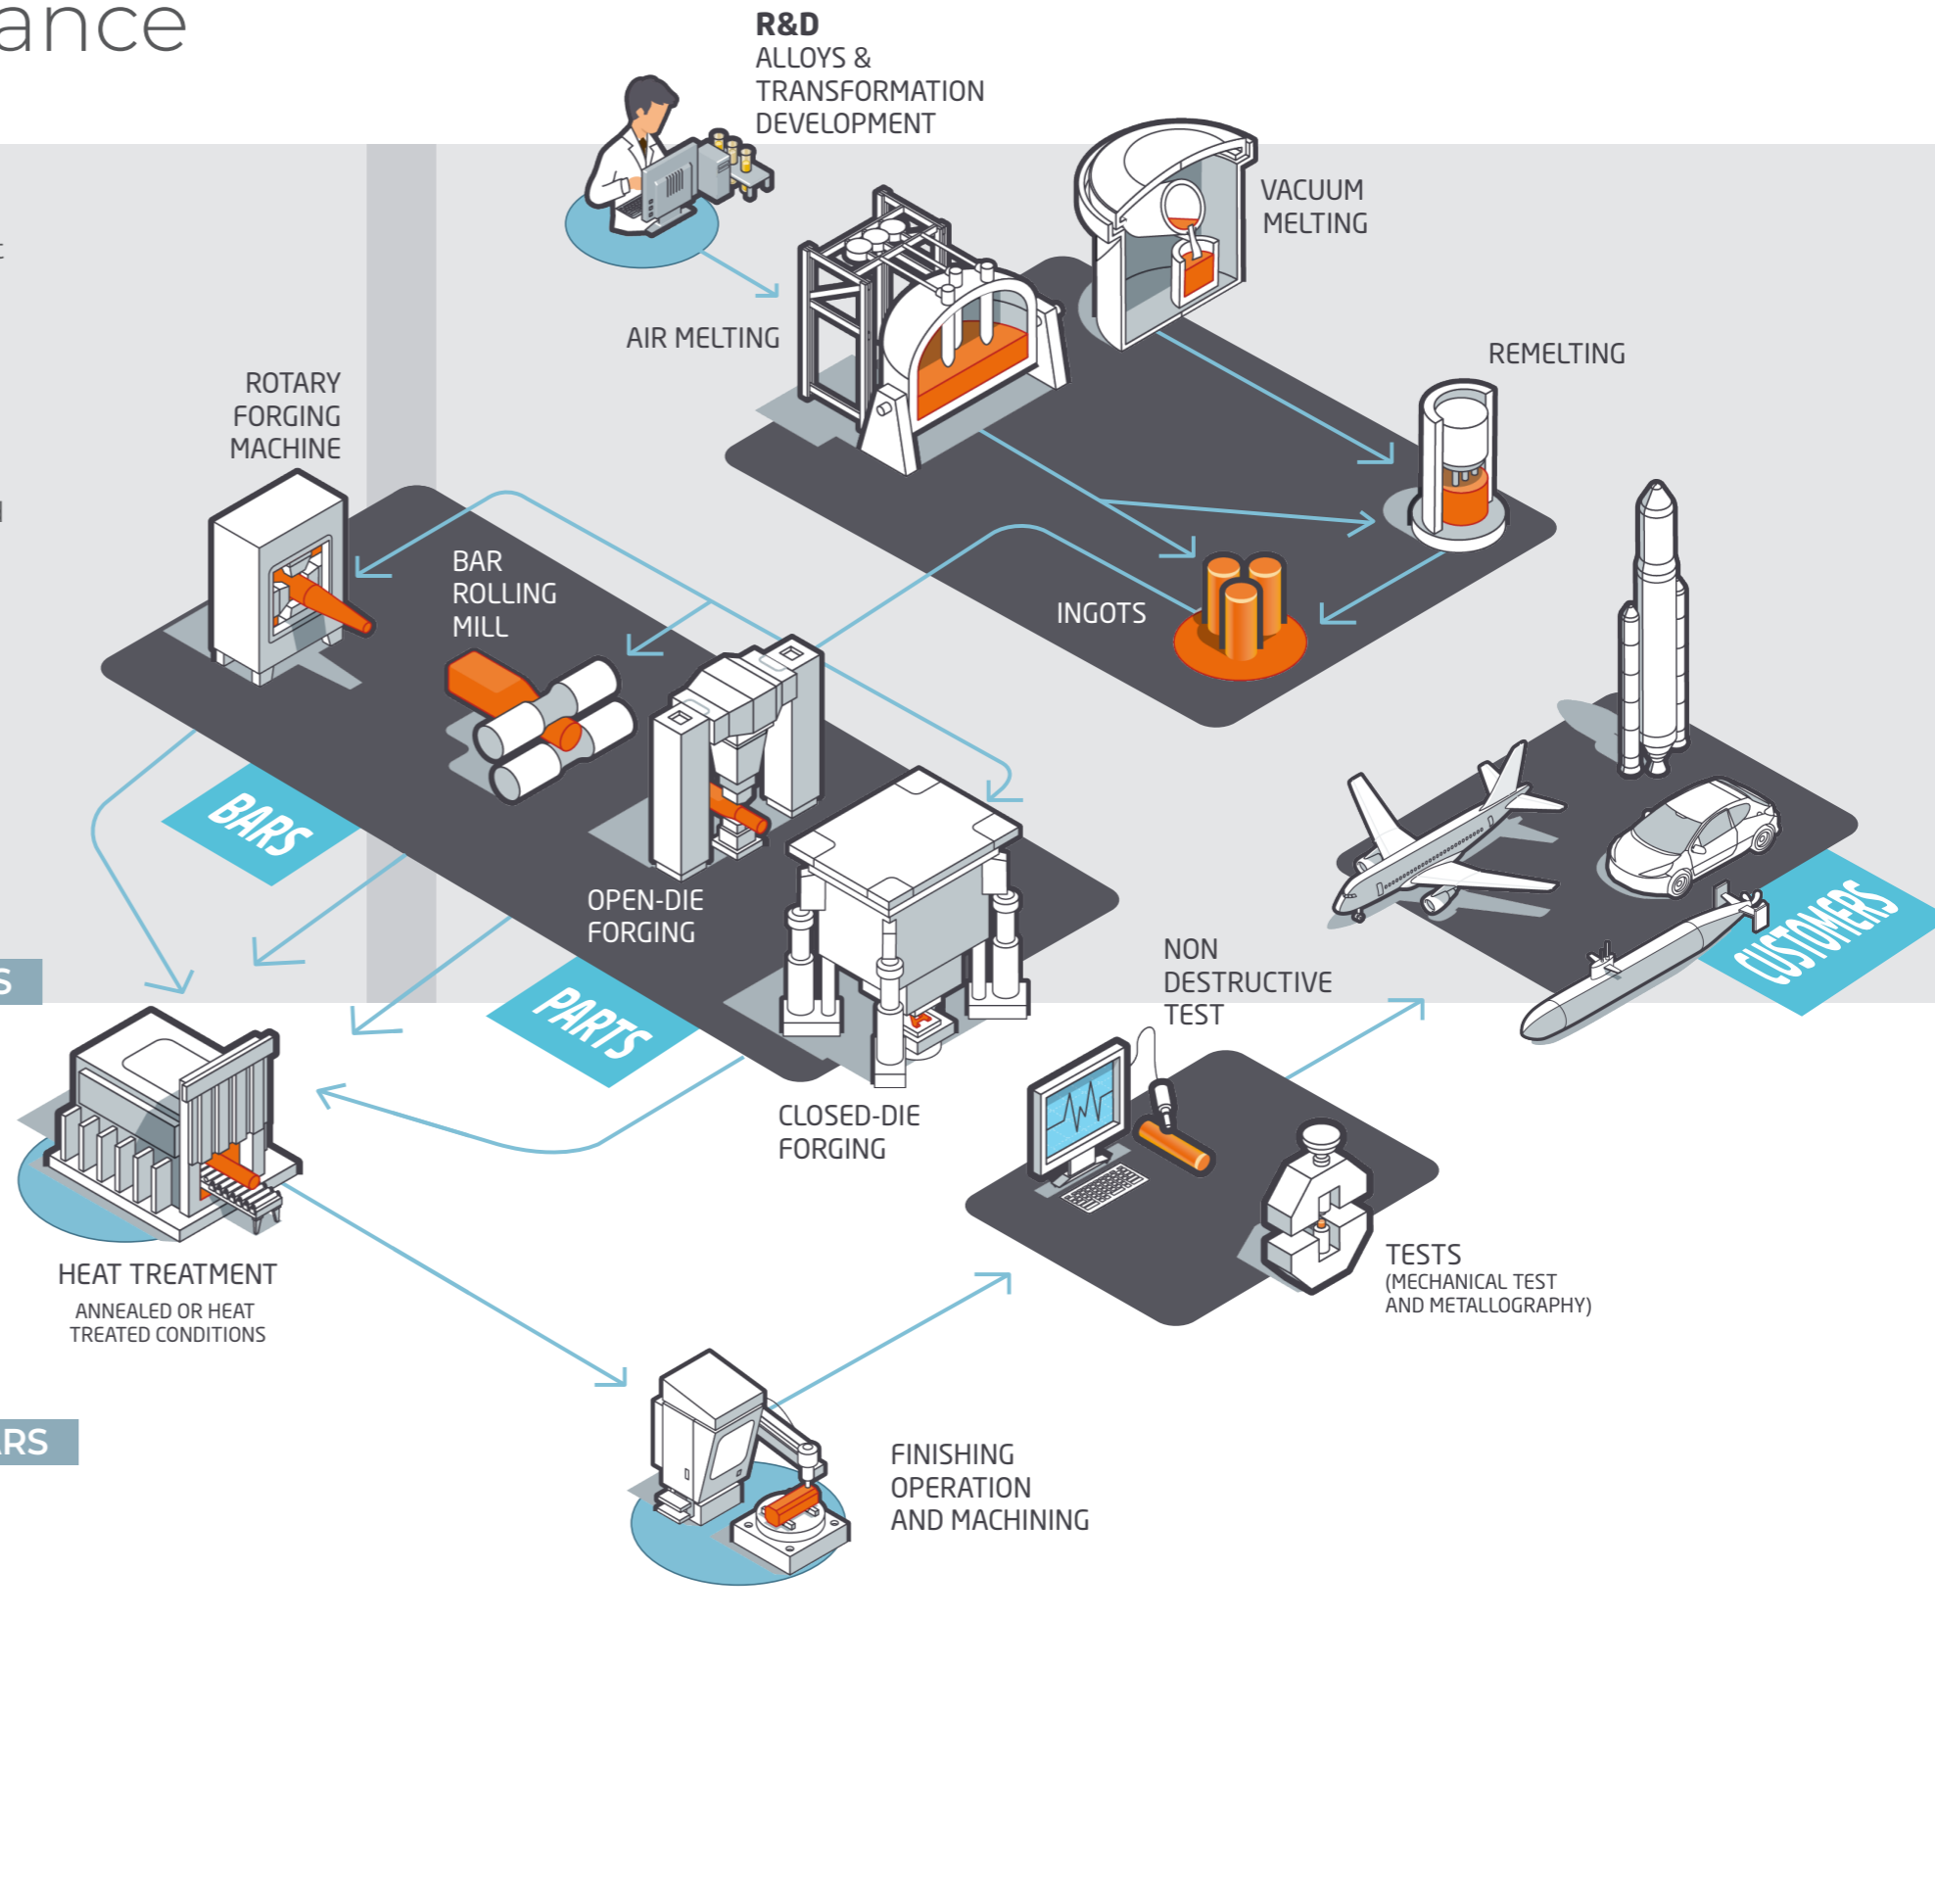 R&D
ALLOYS &
TRANSFORMATION
DEVELOPMENT
VACUUM
MELTING
AIR MELTING
REMELTING
ROTARY
FORGING
MACHINE
BAR
ROLLING
MILL
INGOTS
BARS
OPEN-DIE
FORGING
PARTS
CUSTOMERS
NON
DESTRUCTIVE
TEST
CLOSED-DIE
FORGING
HEAT TREATMENT
ANNEALED OR HEAT
TREATED CONDITIONS
TESTS
(MECHANICAL TEST
AND METALLOGRAPHY)
FINISHING
OPERATION
AND MACHINING